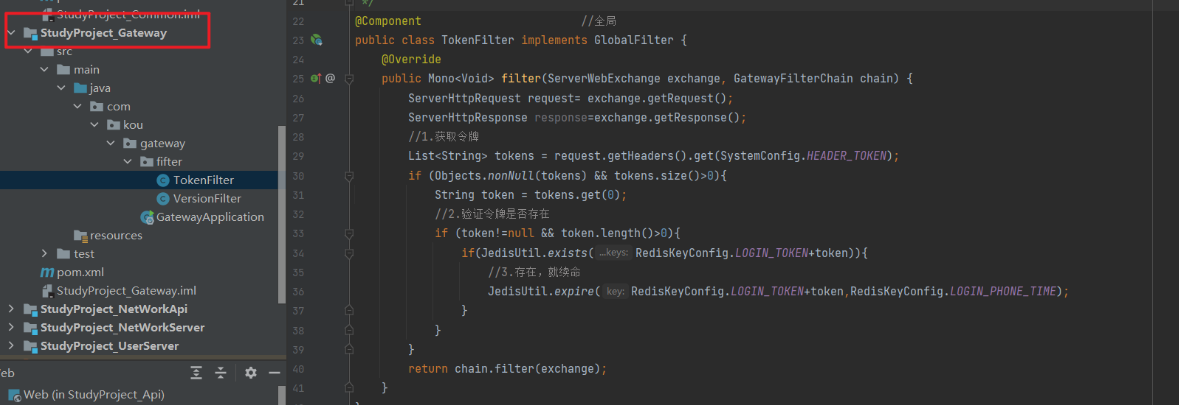 StudyProject_Common.iml
StudyProject_Gateway
src
main
java
com
kou
gateway
fifter
TokenFilter
VersionFilter
GatewayApplication
resources
test
pom.xml
StudyProject_Gateway.iml
StudyProject_NetWorkApi
StudyProject_NetWorkServer
StudyProject_UserServer
eb
Web (in StudyProject_Api)
21 */
22 @Component //全局
23 public class TokenFilter implements GlobalFilter {
24 @Override
25 @ public Mono<Void> filter(ServerWebExchange exchange, GatewayFilterChain chain) {
26 ServerHttpRequest request= exchange.getRequest();
27 ServerHttpResponse response=exchange.getResponse();
28 //1.获取令牌
29 List<String> tokens = request.getHeaders().get(SystemConfig.HEADER_TOKEN);
30 if (Objects.nonNull(tokens) && tokens.size()>0){
31 String token = tokens.get(0);
32 //2.验证令牌是否存在
33 if (token!=null && token.length()>0){
34 if(JedisUtil.exists( ...keys: RedisKeyConfig.LOGIN_TOKEN+token)){
35 //3.存在，就续命
36 JedisUtil.expire( key: RedisKeyConfig.LOGIN_TOKEN+token,RedisKeyConfig.LOGIN_PHONE_TIME);
37 }
38 }
39 }
40 return chain.filter(exchange);
41 }